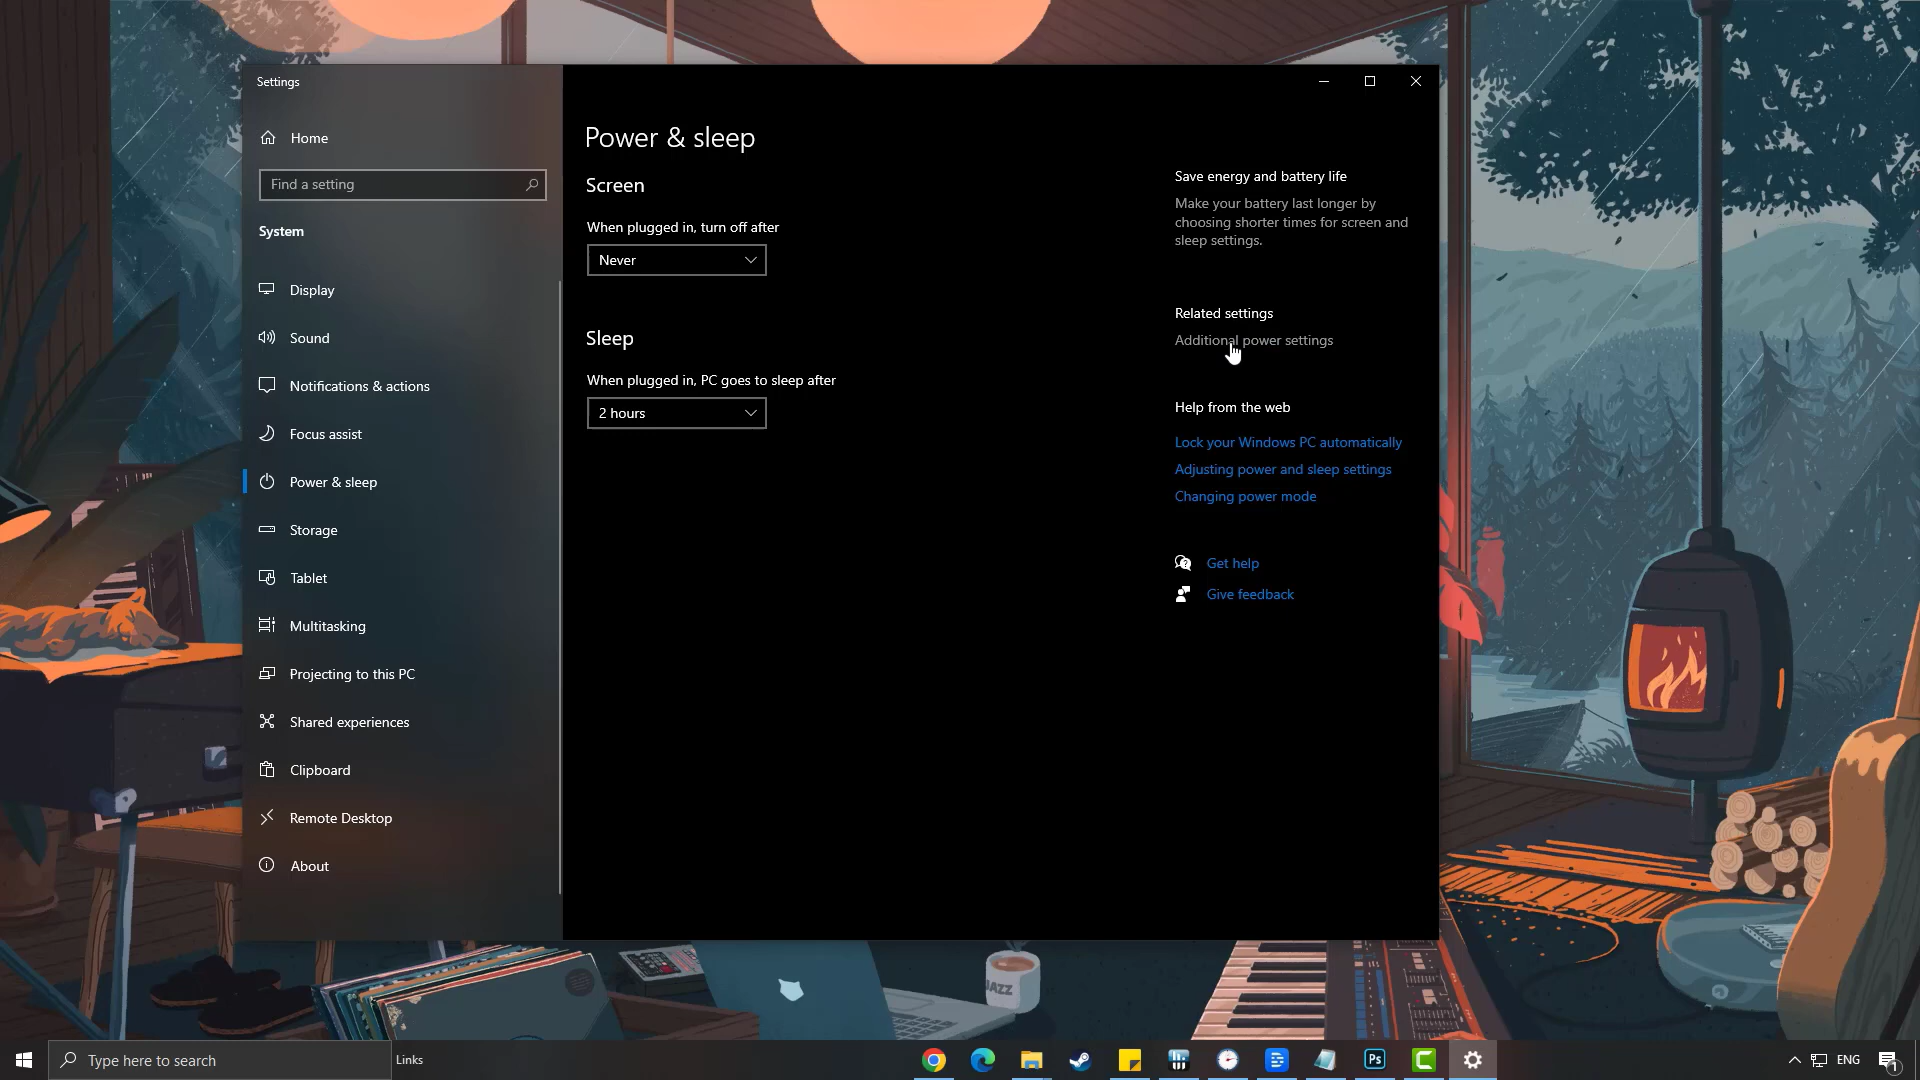 Settings
Home
Find a setting
System
Display
Sound
Notifications & actions
Focus assist
Power & sleep
Storage
Tablet
Multitasking
Projecting to this PC
Shared experiences
Clipboard
Remote Desktop
About
Power & sleep
Screen
When plugged in, turn off after
Never
Sleep
When plugged in, PC goes to sleep after
2 hours
Save energy and battery life
Make your battery last longer by
choosing shorter times for screen and
sleep settings.
Related settings
Additional power settings
Help from the web
Lock your Windows PC automatically
Adjusting power and sleep settings
Changing power mode
Get help
Give feedback
JAZZ
Type here to search
Links
Ps
ENG
1